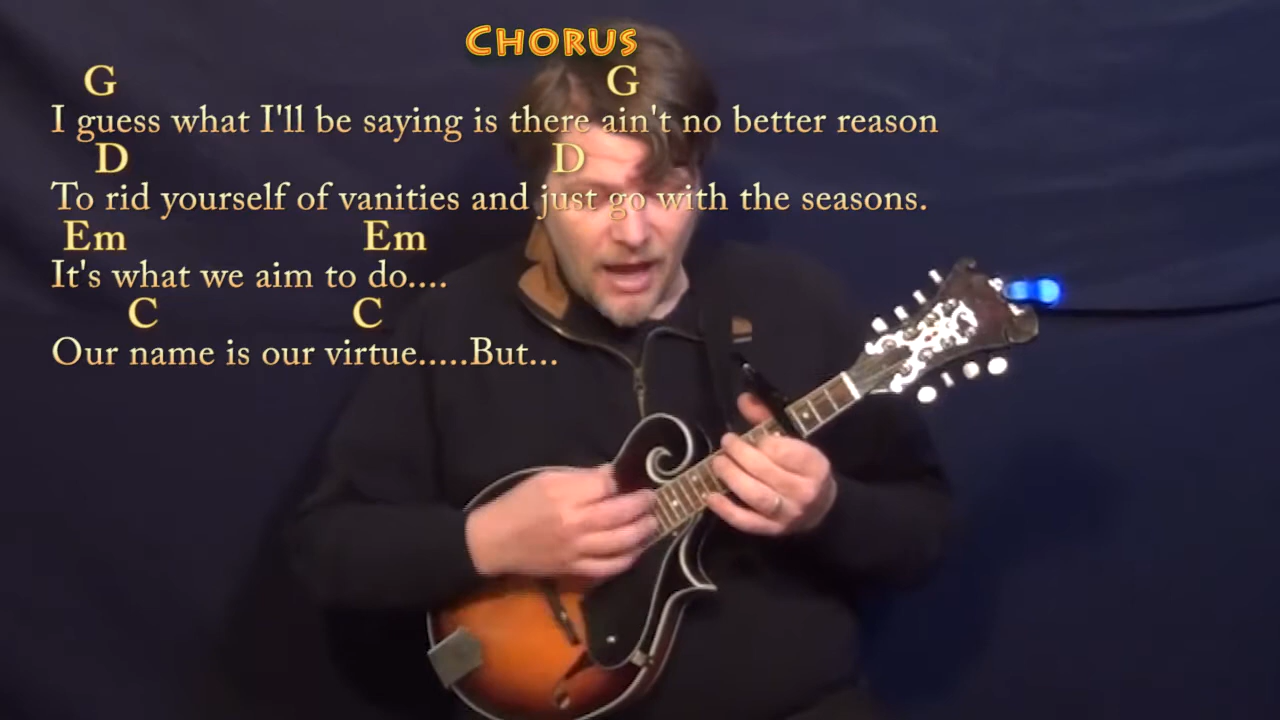 CHORUS
G G
I guess what I'll be saying is there ain't no better reason
D D
To rid yourself of vanities and just go with the seasons.
Em Em
It's what we aim to do....
C C
Our name is our virtue.....But...